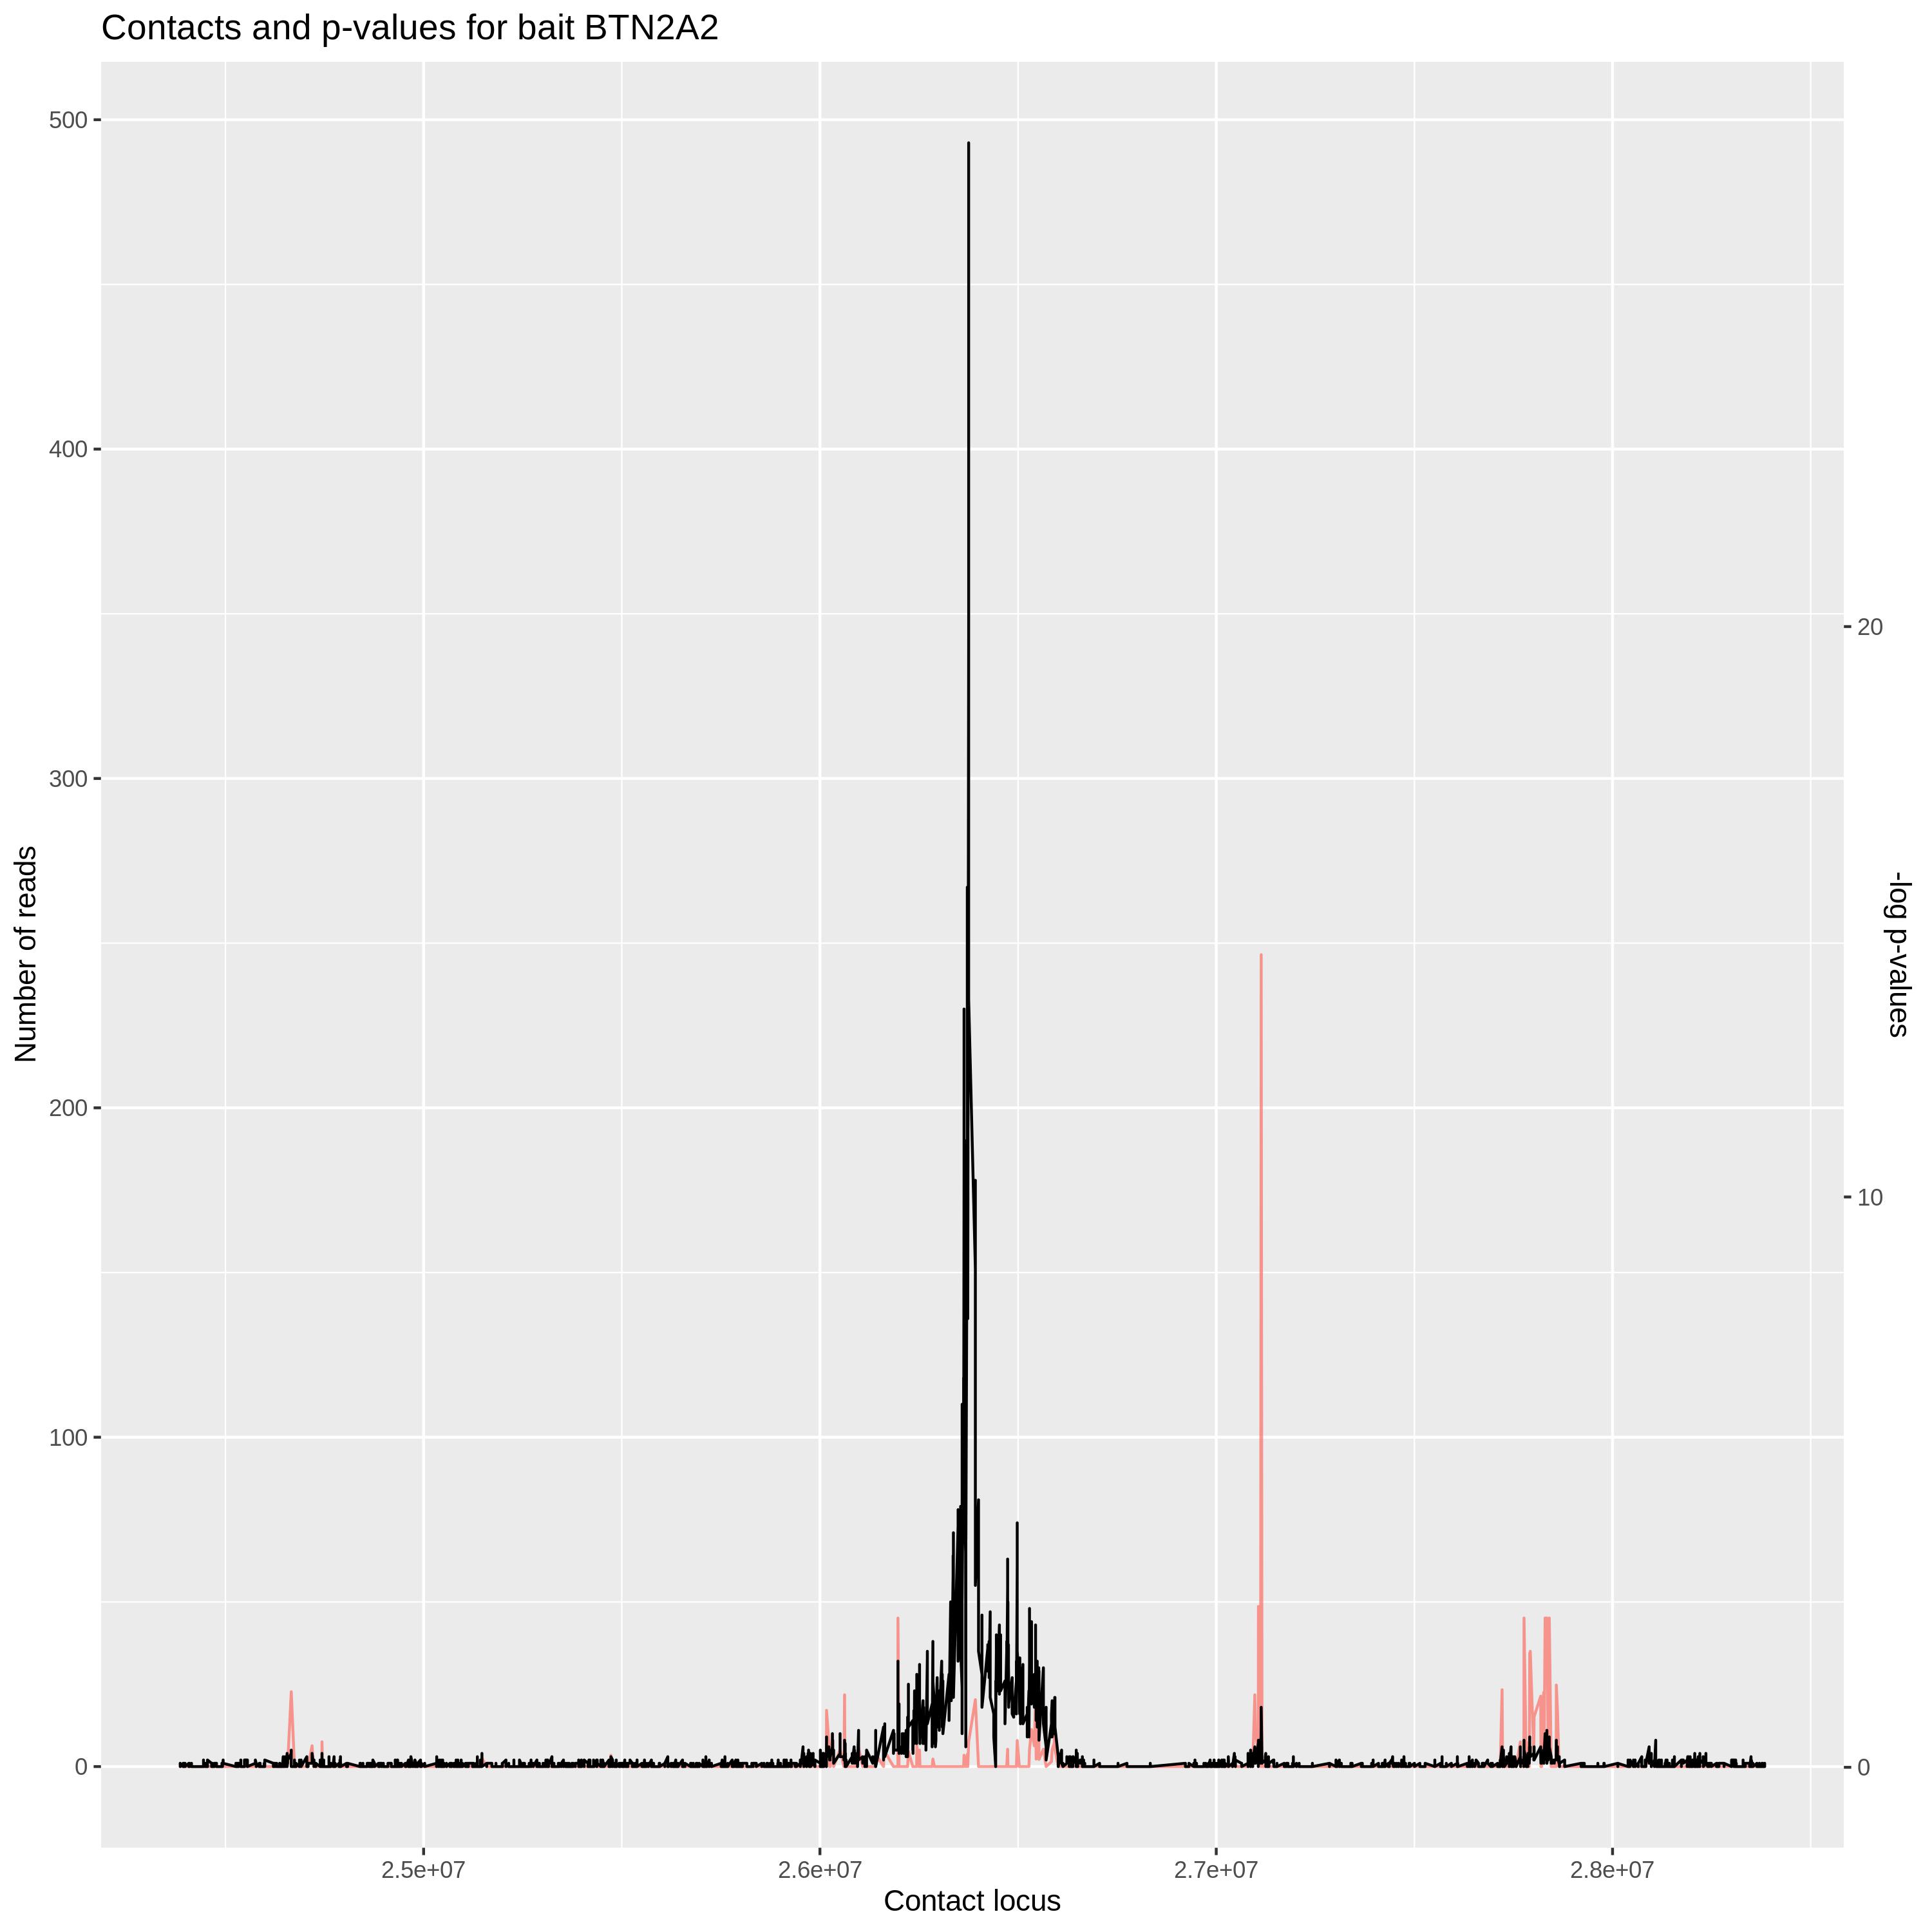 Contacts and p-values for bait BTN2A2
500
400
300
200
100
0
Number of reads
20
10
0
-log p-values
2.5e+07
2.6e+07
2.7e+07
2.8e+07
Contact locus